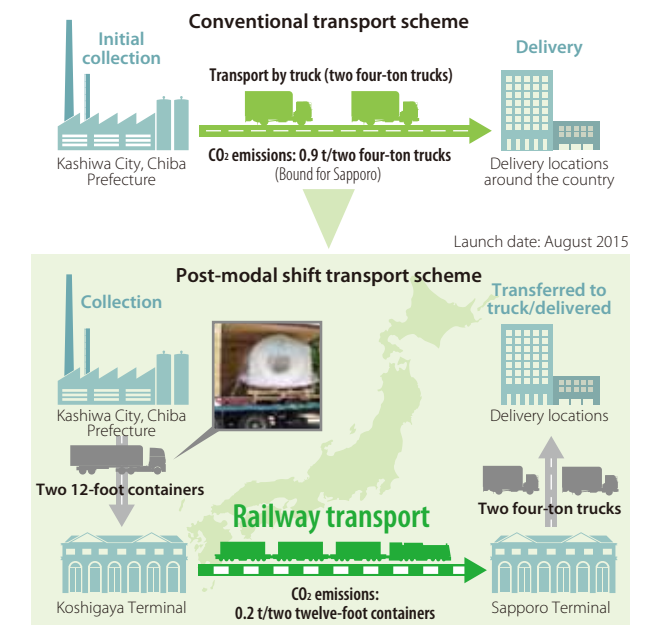 Conventional transport scheme
Initial
collection
Delivery
Transport by truck (two four-ton trucks)
CO₂ emissions: 0.9 t/two four-ton trucks
(Bound for Sapporo)
Kashiwa City, Chiba
Prefecture
Delivery locations
around the country
Launch date: August 2015
Post-modal shift transport scheme
Collection
Transferred to
truck/delivered
Kashiwa City, Chiba
Prefecture
Delivery locations
Two 12-foot containers
Two four-ton trucks
Railway transport
CO₂ emissions:
0.2 t/two twelve-foot containers
Koshigaya Terminal
Sapporo Terminal